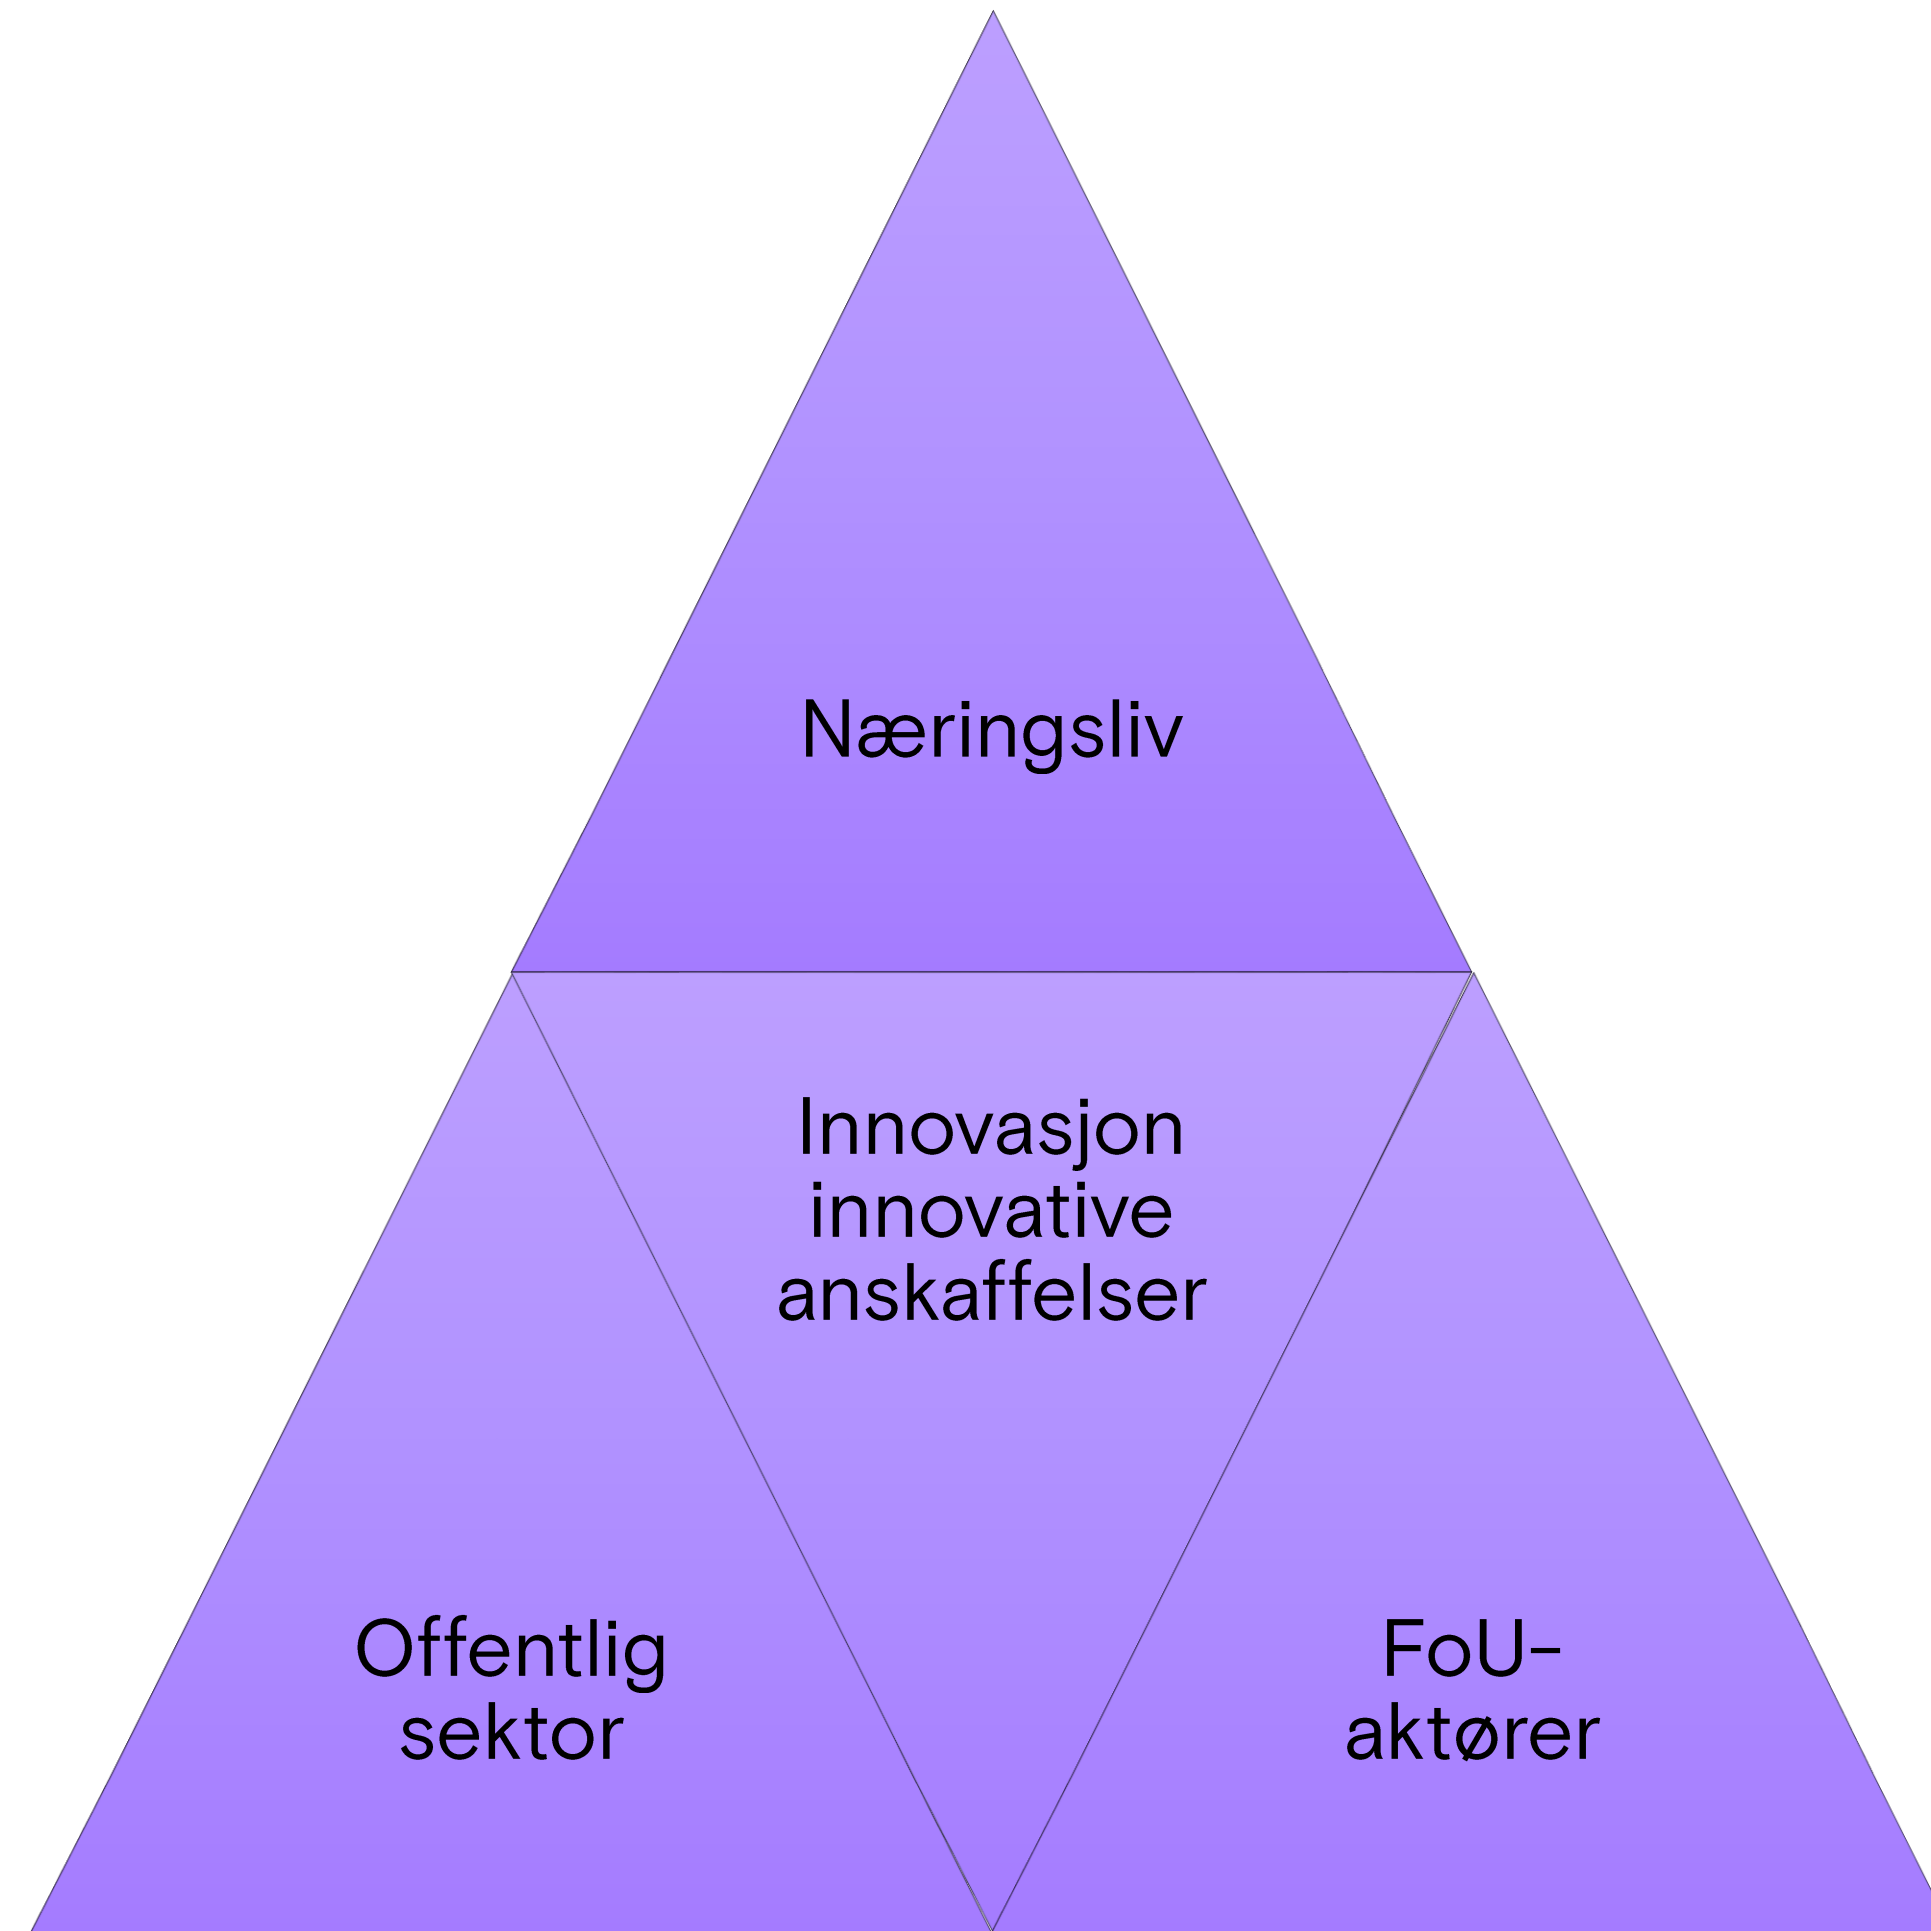 Næringsliv
Innovasjon
innovative
anskaffelser
Offentlig
sektor
FoU-
aktører